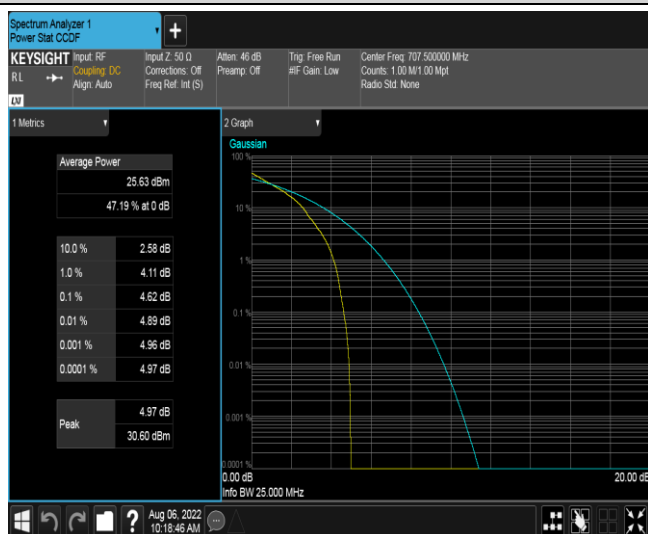 Spectrum Analyzer 1
Power Stat CCDF
+
KEYSIGHT
R L
LXI
Input: RF
Coupling: DC
Align: Auto
Input Z: 50 Ω
Corrections: Off
Freq Ref: Int (S)
Atten: 46 dB
Preamp: Off
Trig: Free Run
#IF Gain: Low
Center Freq: 707.500000 MHz
Counts: 1.00 M/1.00 Mpt
Radio Std: None
1 Metrics
Average Power
25.63 dBm
47.19 % at 0 dB
10.0 % 2.58 dB
1.0 % 4.11 dB
0.1 % 4.62 dB
0.01 % 4.89 dB
0.001 % 4.96 dB
0.0001 % 4.97 dB
Peak
4.97 dB
30.60 dBm
2 Graph
Gaussian
100 %
10 %
1 %
0.1 %
0.01 %
0.001 %
0.0001 %
0.00 dB 20.00 dB
Info BW 25.000 MHz
?
Aug 06, 2022
10:18:46 AM